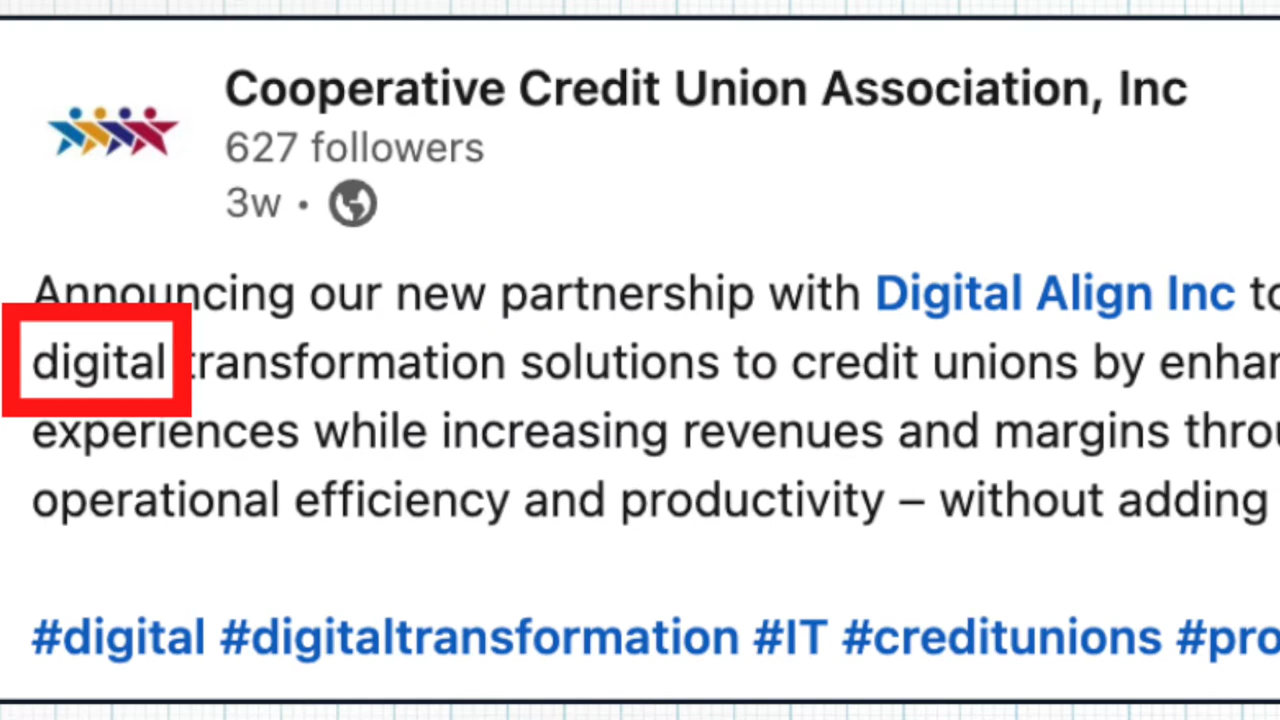 Cooperative Credit Union Association, Inc
627 followers
3w •
Announcing our new partnership with Digital Align Inc to
digital transformation solutions to credit unions by
experiences while increasing revenues and margins
operational efficiency and productivity – without adding
#digital #digitaltransformation #IT #creditunions